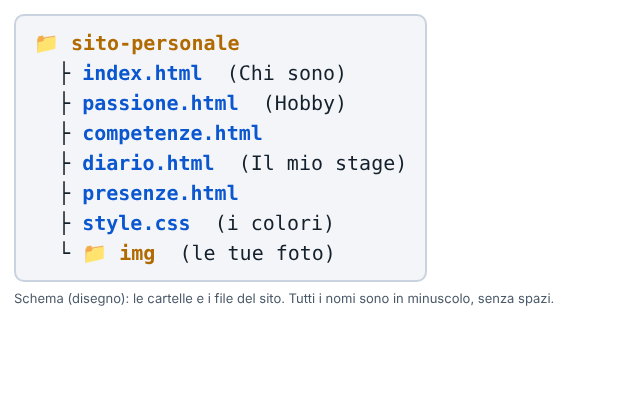 sito-personale
├ index.html (Chi sono)
├ passione.html (Hobby)
├ competenze.html
├ diario.html (Il mio stage)
├ presenze.html
├ style.css (i colori)
└ img (le tue foto)
Schema (disegno): le cartelle e i file del sito. Tutti i nomi sono in minuscolo, senza spazi.